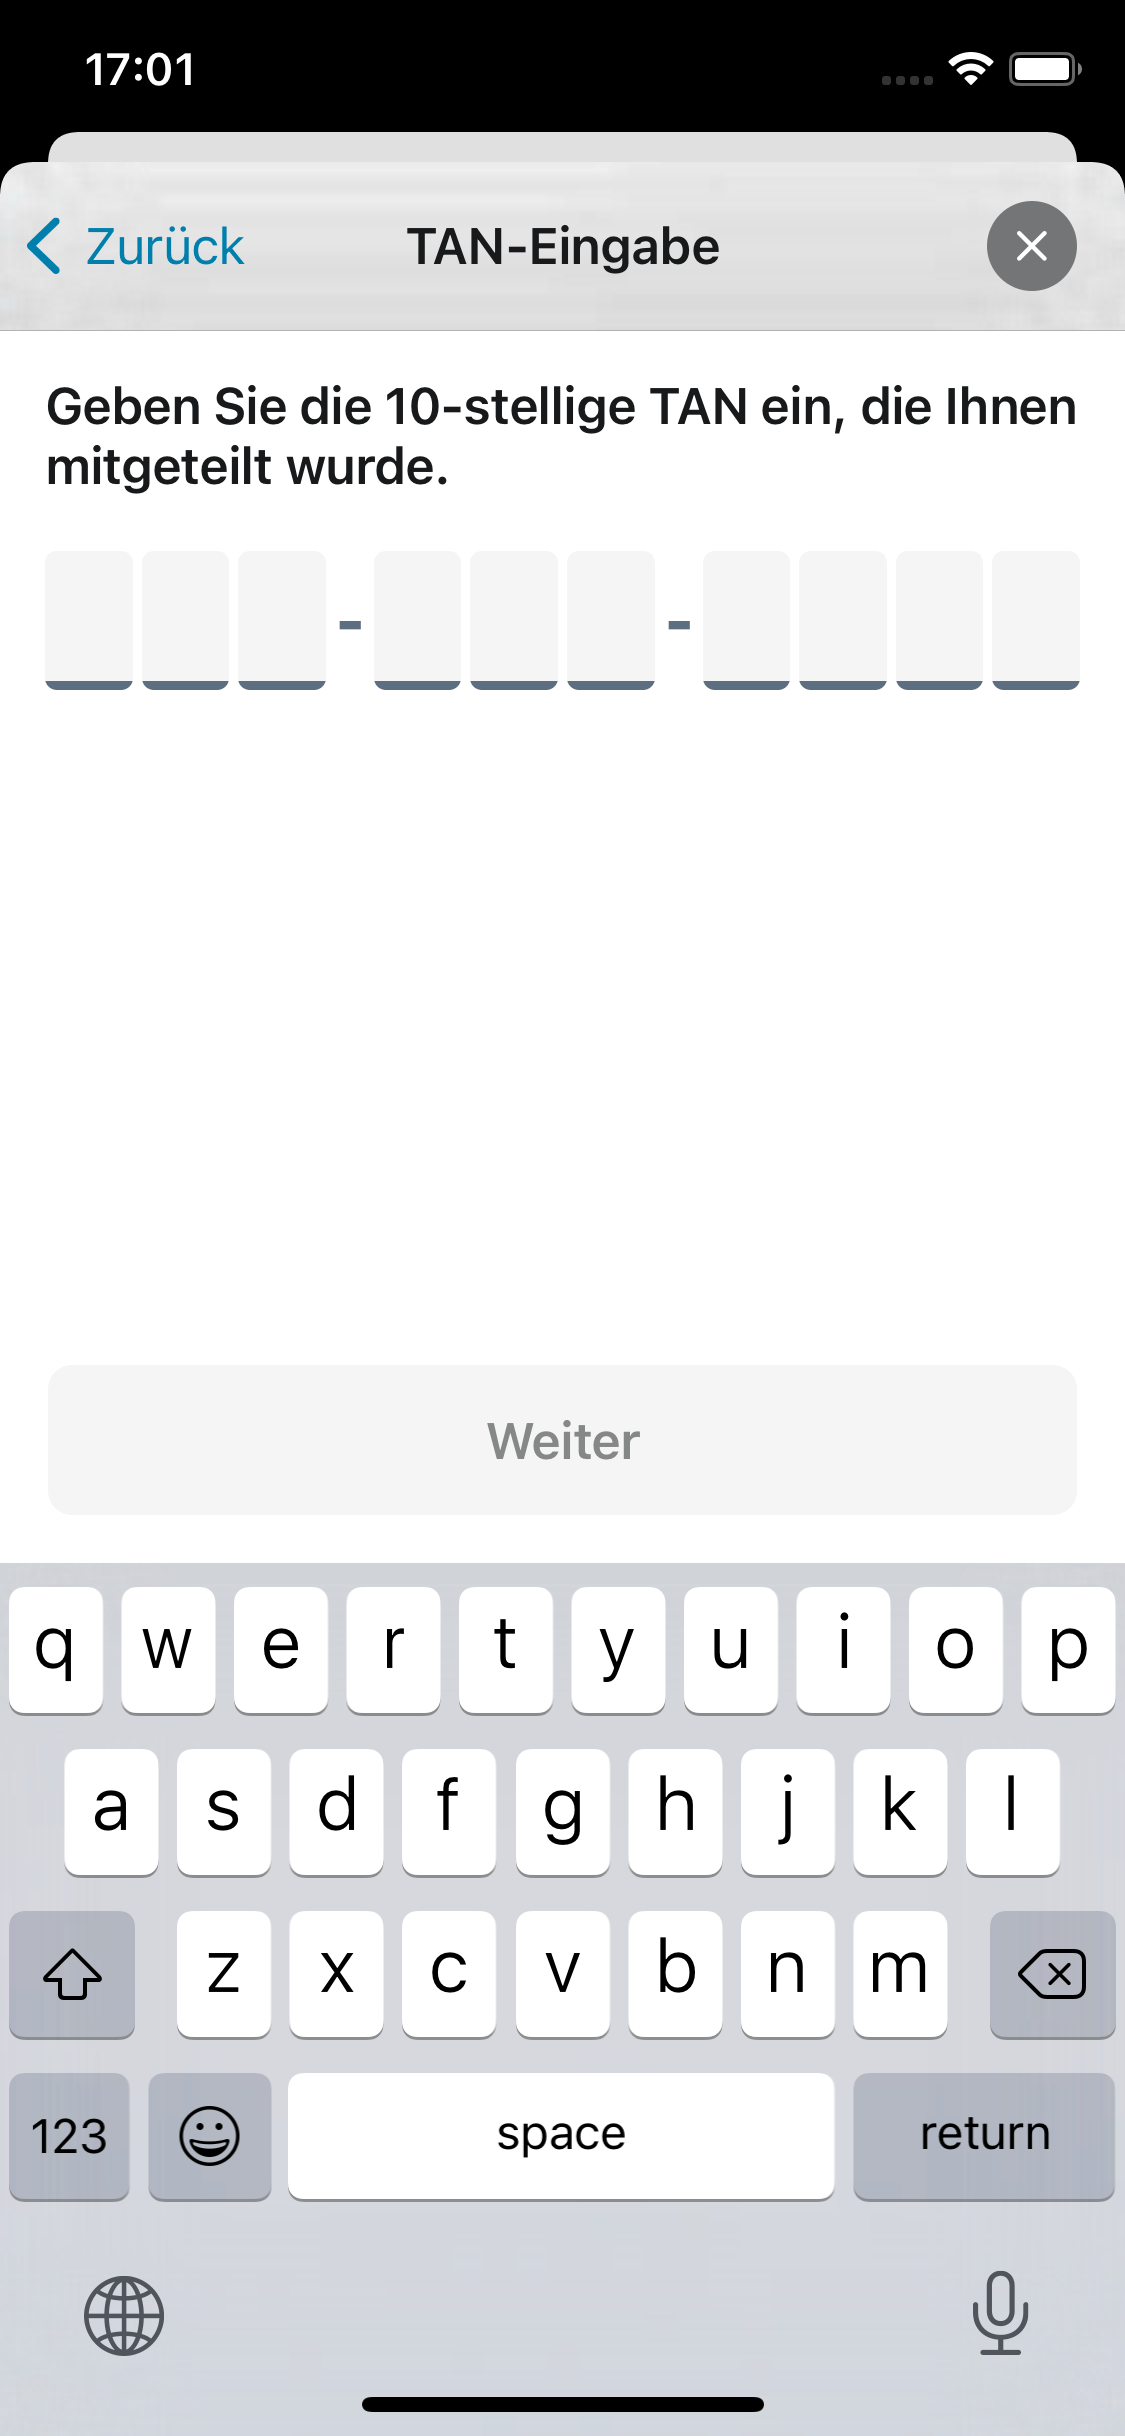 17:01
Zurück
TAN-Eingabe
Geben Sie die 10-stellige TAN ein, die Ihnen
mitgeteilt wurde.
- -
Weiter
q w e r t y u i o p
a s d f g h j k l
z x c v b n m
123 space return